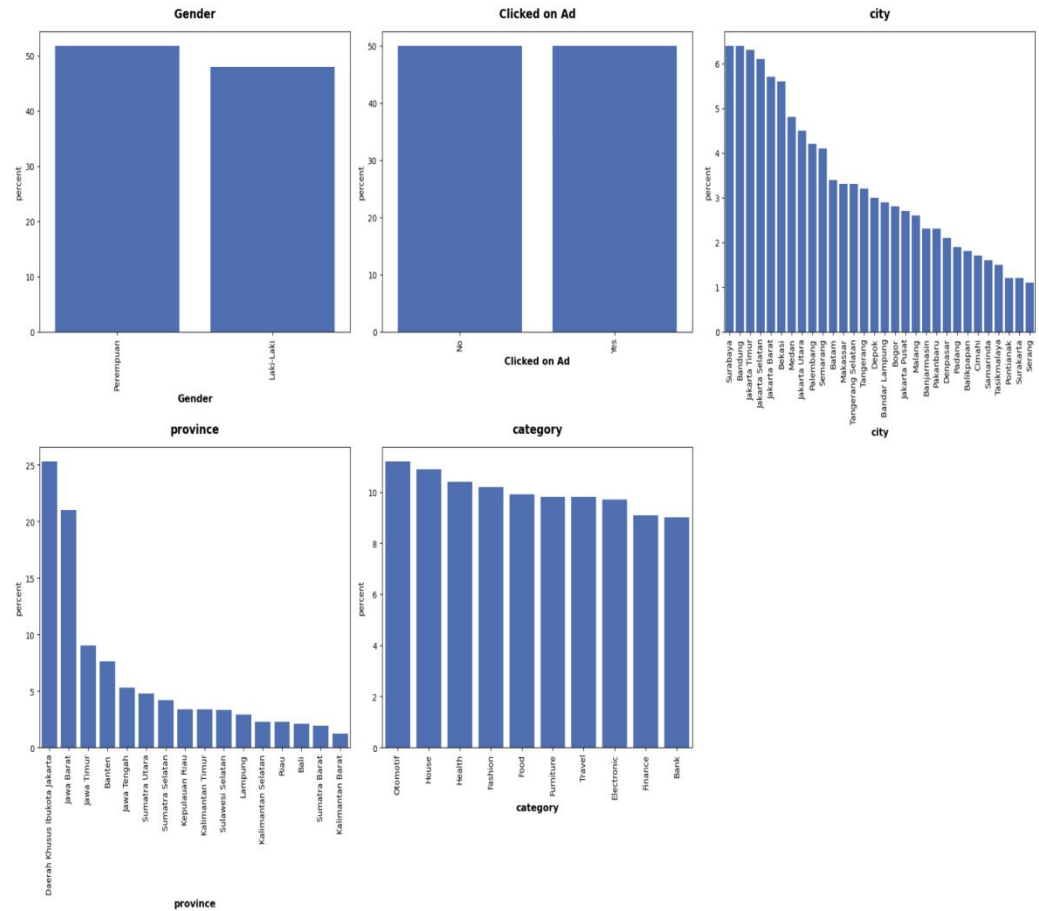 Gender
percent
50
40
30
20
10
0
Perempuan
Laki-Laki
Gender
Clicked on Ad
percent
50
40
30
20
10
0
No
Yes
Clicked on Ad
city
percent
6
5
4
3
2
1
0
Surabaya
Bandung
Jakarta Timur
Jakarta Selatan
Jakarta Barat
Bekasi
Medan
Jakarta Utara
Palembang
Semarang
Batam
Makassar
Tangerang Selatan
Tangerang
Depok
Bandar Lampung
Bogor
Jakarta Pusat
Malang
Banjarmasin
Pakanbaru
Denpasar
Padang
Balikpapan
Cimahi
Samarinda
Tasikmalaya
Pontianak
Surakarta
Serang
city
province
percent
25
20
15
10
5
0
Daerah Khusus Ibukota Jakarta
Jawa Barat
Jawa Timur
Banten
Jawa Tengah
Sumatra Utara
Sumatra Selatan
Kepulauan Riau
Kalimantan Timur
Sulawesi Selatan
Lampung
Kalimantan Selatan
Riau
Bali
Sumatra Barat
Kalimantan Barat
province
category
percent
10
8
6
4
2
0
Otomotif
House
Health
Fashion
Food
Furniture
Travel
Electronic
Finance
Bank
category